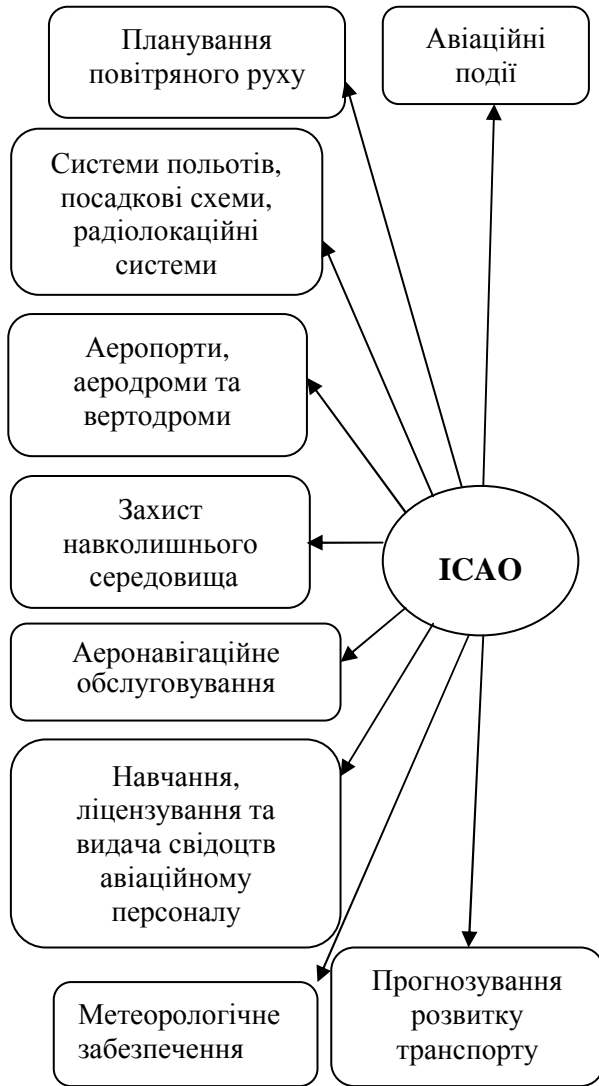 Планування
повітряного руху
Авіаційні
події
Системи польотів,
посадкові схеми,
радіолокаційні
системи
Аеропорти,
аеродроми та
вертодроми
Захист
навколишнього
середовища
ІСАО
Аеронавігаційне
обслуговування
Навчання,
ліцензування та
видача свідоцтв
авіаційному
персоналу
Метеорологічне
забезпечення
Прогнозування
розвитку
транспорту